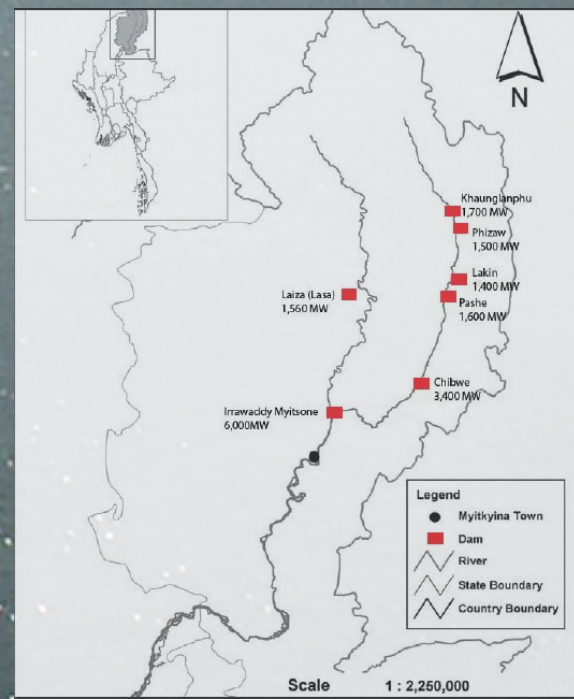 N
Khaunglanphu
1,700 MW
Phizaw
1,500 MW
Lakin
1,400 MW
Laiza (Lasa)
1,560 MW
Pashe
1,600 MW
Chibwe
3,400 MW
Irrawaddy Myitsone
6,000MW
Legend
Myitkyina Town
Dam
River
State Boundary
Country Boundary
Scale 1 : 2,250,000